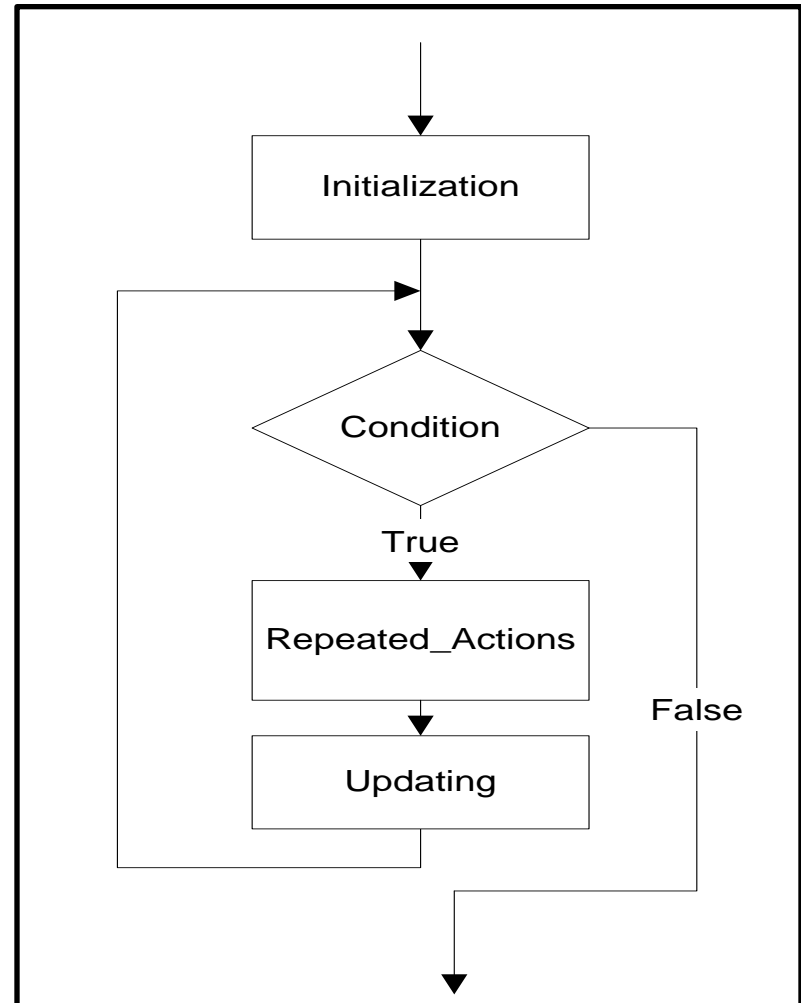 Initialization
Condition
True
Repeated_Actions
False
Updating